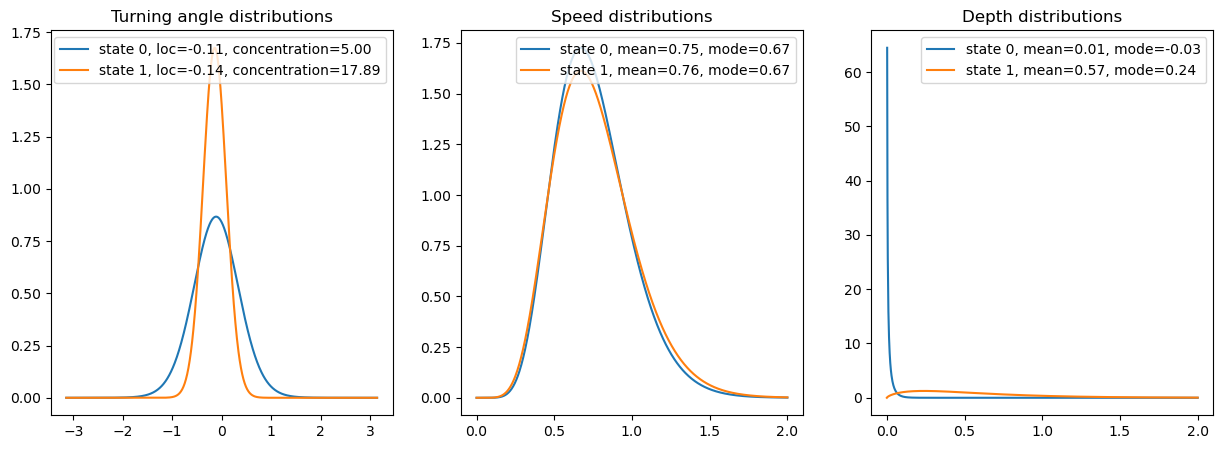 Turning angle distributions
state 0, loc=-0.11, concentration=5.00
state 1, loc=-0.14, concentration=17.89
1.75
1.50
1.25
1.00
0.75
0.50
0.25
0.00
−3 −2 −1 0 1 2 3
Speed distributions
state 0, mean=0.75, mode=0.67
state 1, mean=0.76, mode=0.67
1.75
1.50
1.25
1.00
0.75
0.50
0.25
0.00
0.0 0.5 1.0 1.5 2.0
Depth distributions
state 0, mean=0.01, mode=-0.03
state 1, mean=0.57, mode=0.24
60
50
40
30
20
10
0
0.0 0.5 1.0 1.5 2.0